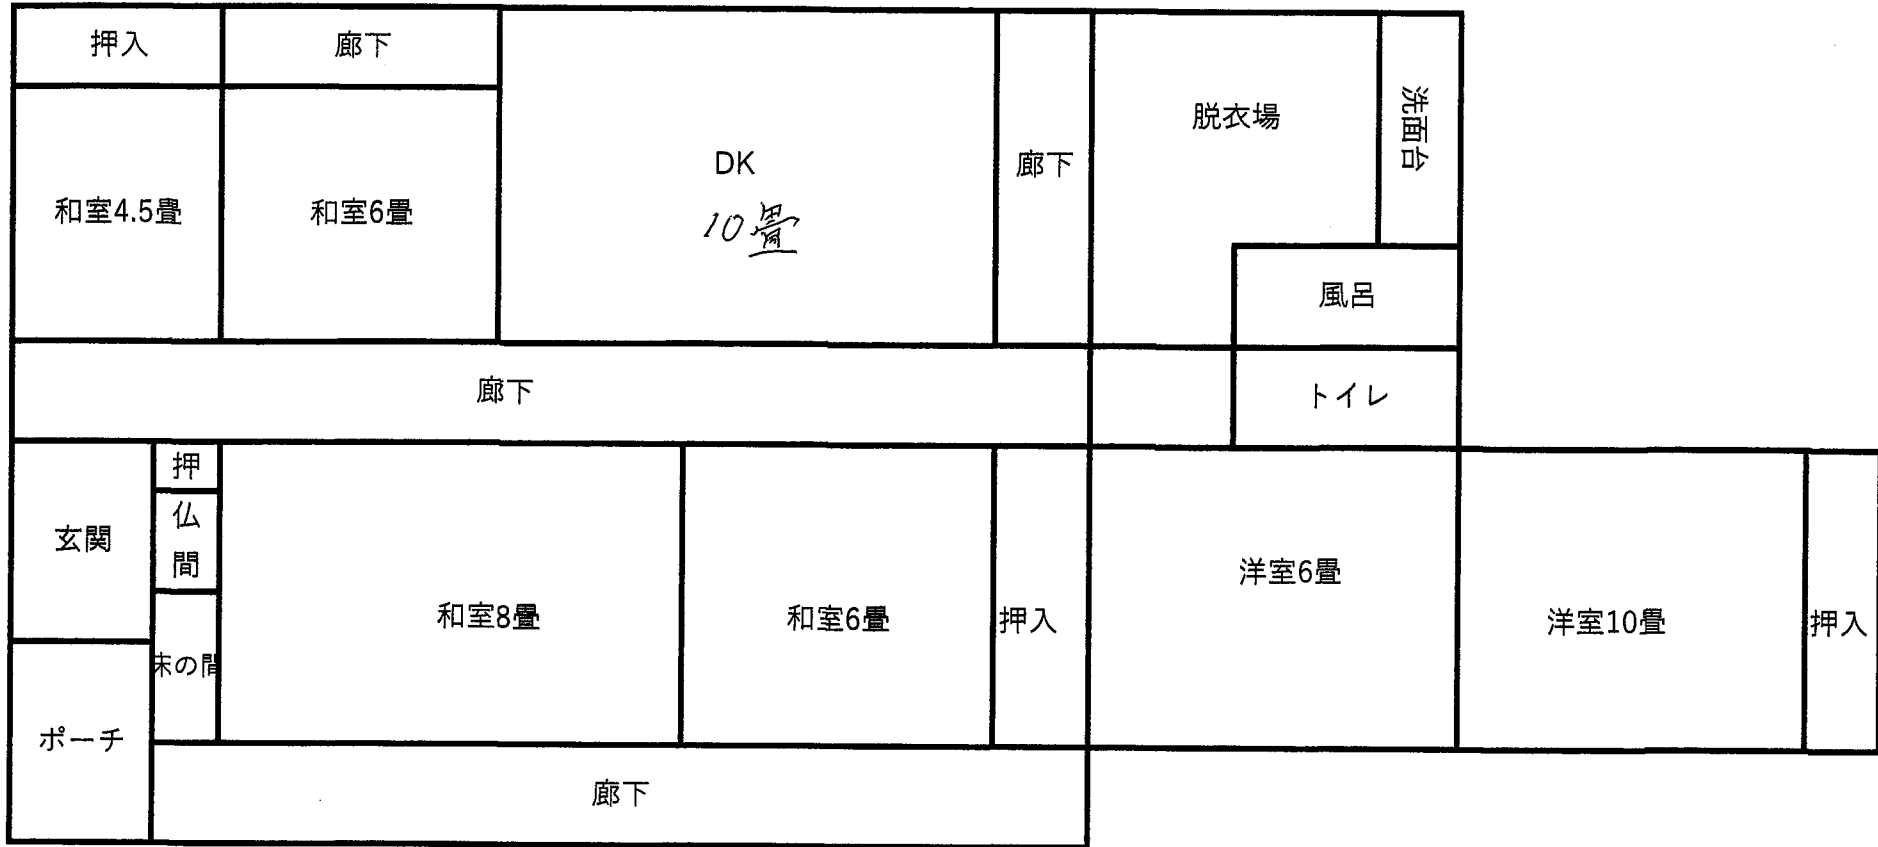 押入
廊下
DK
10畳
廊下
脱衣場
洗面台
和室4.5畳
和室6畳
風呂
廊下
トイレ
玄関
押
仏
間
床の間
和室8畳
和室6畳
押入
洋室6畳
洋室10畳
押入
ポーチ
廊下